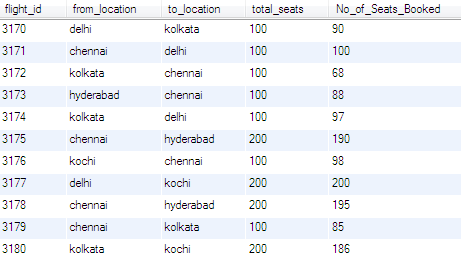 flight_id from_location to_location total_seats No_of_Seats_Booked
3170 delhi kolkata 100 90
3171 chennai delhi 100 100
3172 kolkata chennai 100 68
3173 hyderabad chennai 100 88
3174 kolkata delhi 100 97
3175 chennai hyderabad 200 190
3176 kochi chennai 100 98
3177 delhi kochi 200 200
3178 chennai hyderabad 200 195
3179 chennai kolkata 100 85
3180 kolkata kochi 200 186